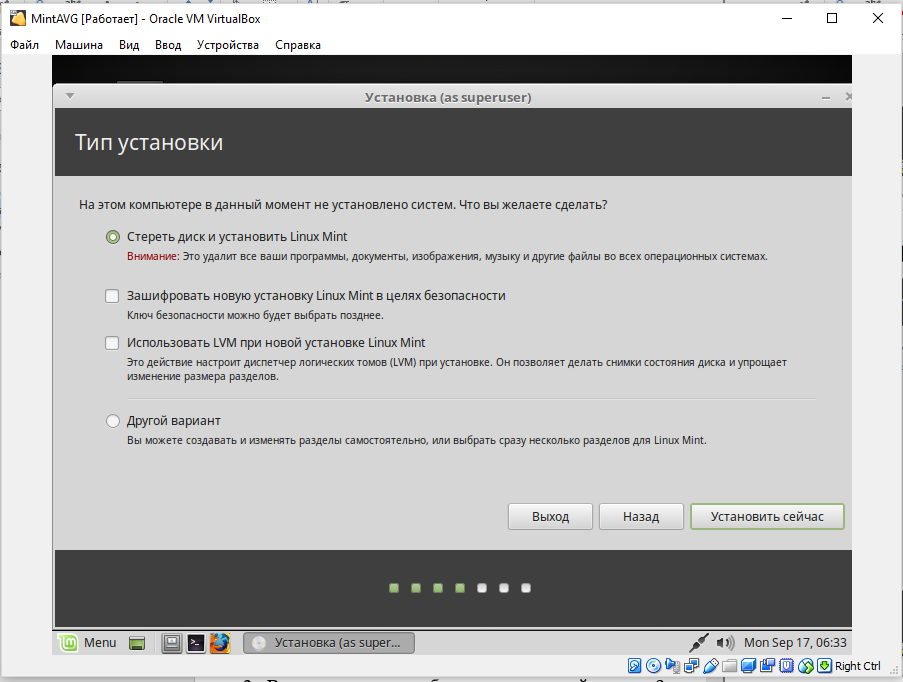 MintAVG [Работает] - Oracle VM VirtualBox
Файл Машина Вид Ввод Устройства Справка
Установка (as superuser)
Тип установки
На этом компьютере в данный момент не установлено систем. Что вы желаете сделать?
Стереть диск и установить Linux Mint
Внимание: Это удалит все ваши программы, документы, изображения, музыку и другие файлы во всех операционных системах.
Зашифровать новую установку Linux Mint в целях безопасности
Ключ безопасности можно будет выбрать позднее.
Использовать LVM при новой установке Linux Mint
Это действие настроит диспетчер логических томов (LVM) при установке. Он позволяет делать снимки состояния диска и упрощает
изменение размера разделов.
Другой вариант
Вы можете создавать и изменять разделы самостоятельно, или выбрать сразу несколько разделов для Linux Mint.
Выход Назад Установить сейчас
Menu Установка (as super... Mon Sep 17, 06:33
Right Ctrl